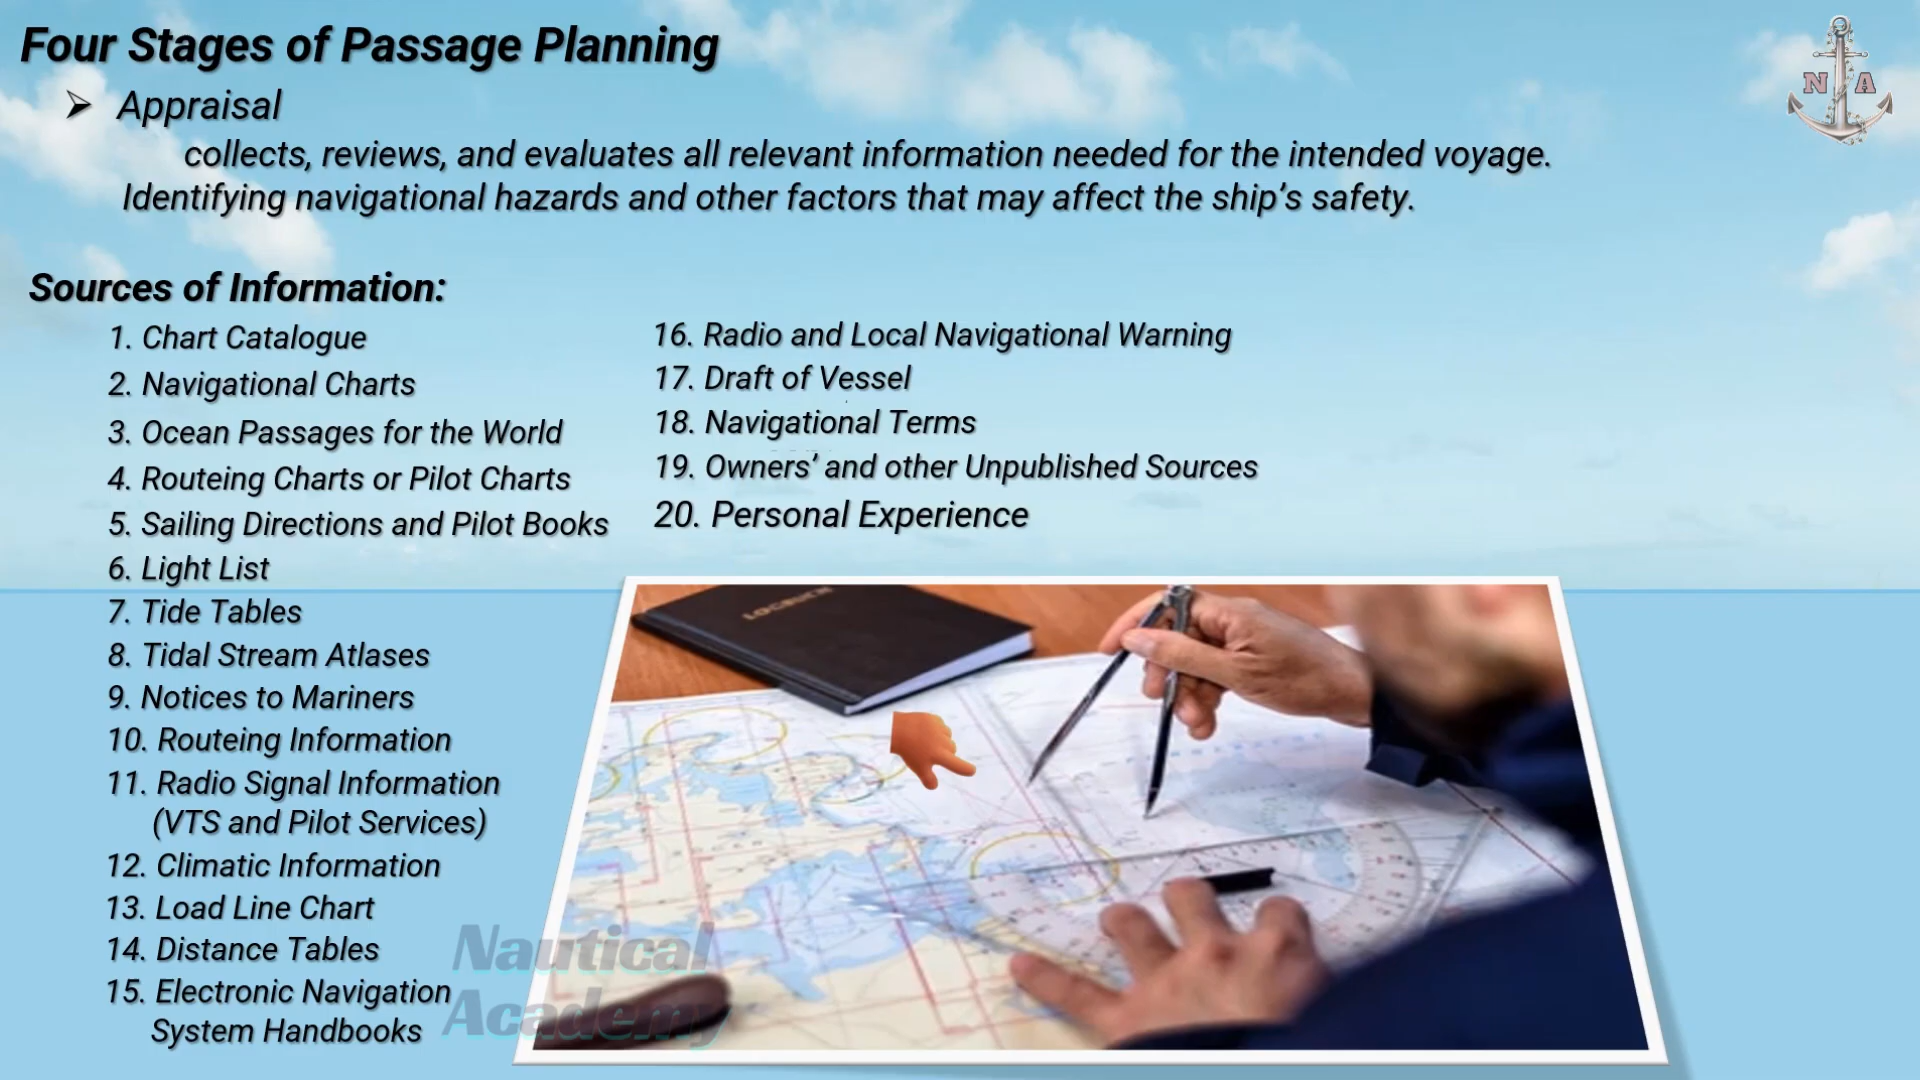 Four Stages of Passage Planning
N A
Appraisal
collects, reviews, and evaluates all relevant information needed for the intended voyage.
Identifying navigational hazards and other factors that may affect the ship’s safety.
Sources of Information:
1. Chart Catalogue
2. Navigational Charts
3. Ocean Passages for the World
4. Routeing Charts or Pilot Charts
5. Sailing Directions and Pilot Books
6. Light List
7. Tide Tables
8. Tidal Stream Atlases
9. Notices to Mariners
10. Routeing Information
11. Radio Signal Information
(VTS and Pilot Services)
12. Climatic Information
13. Load Line Chart
14. Distance Tables
15. Electronic Navigation
System Handbooks
16. Radio and Local Navigational Warning
17. Draft of Vessel
18. Navigational Terms
19. Owners’ and other Unpublished Sources
20. Personal Experience
Nautical
Academy